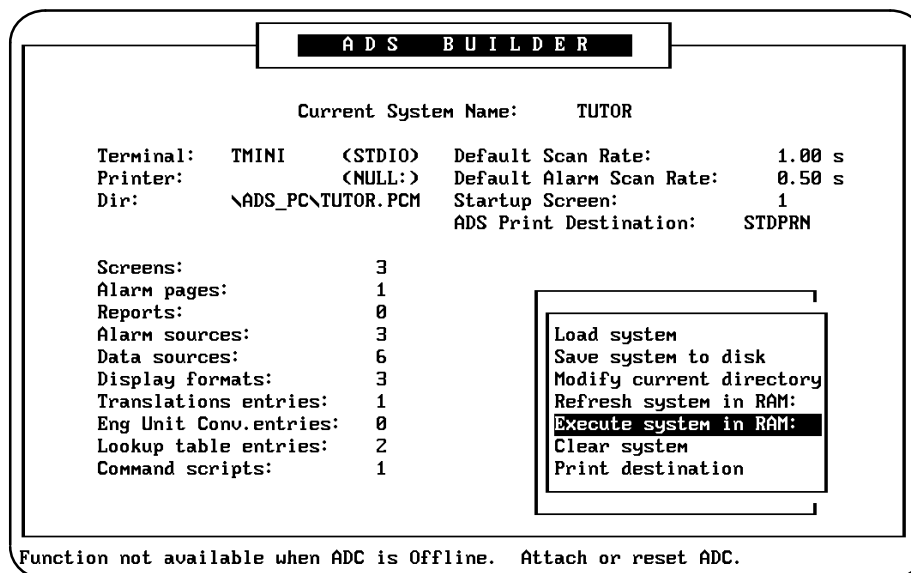 ADS BUILDER
Current System Name: TUTOR
Terminal: TMINI (STDIO) Default Scan Rate: 1.00 s
Printer: (NULL:) Default Alarm Scan Rate: 0.50 s
Dir: \ADS_PC\TUTOR.PCM Startup Screen: 1
ADS Print Destination: STDPRN
Screens: 3
Alarm pages: 1
Reports: 0
Alarm sources: 3
Data sources: 6
Display formats: 3
Translations entries: 1
Eng Unit Conv.entries: 0
Lookup table entries: 2
Command scripts: 1
Load system
Save system to disk
Modify current directory
Refresh system in RAM:
Execute system in RAM:
Clear system
Print destination
Function not available when ADC is Offline. Attach or reset ADC.